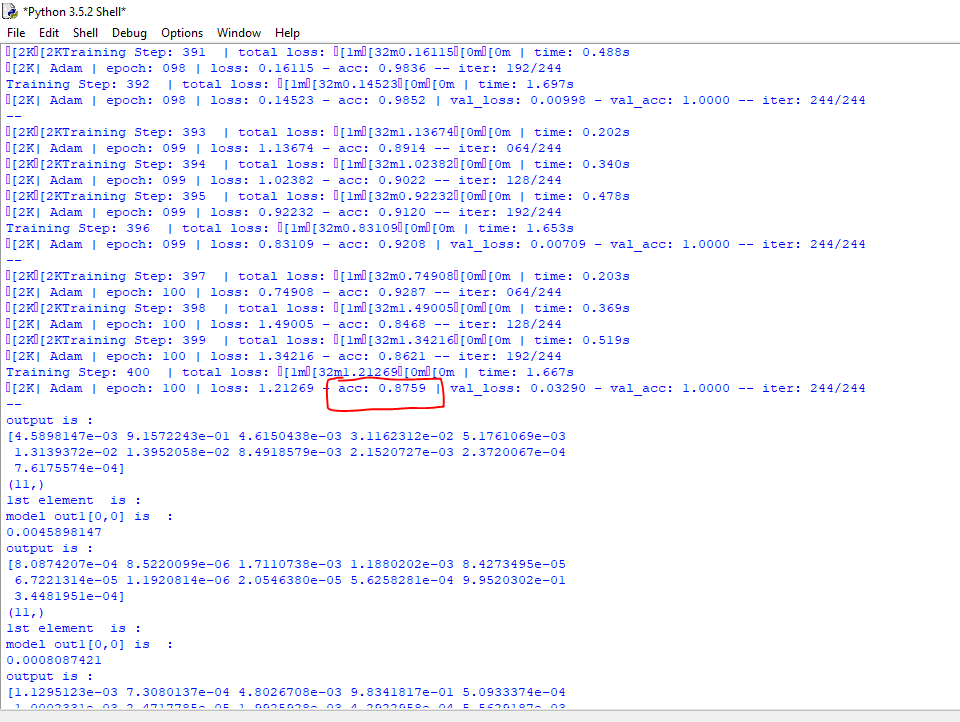 *Python 3.5.2 Shell*
File Edit Shell Debug Options Window Help
[2K[2KTraining Step: 391 | total loss: [1m[32m0.16115[0m[0m | time: 0.488s
[2K| Adam | epoch: 098 | loss: 0.16115 - acc: 0.9836 -- iter: 192/244
Training Step: 392 | total loss: [1m[32m0.14523[0m[0m | time: 1.697s
[2K| Adam | epoch: 098 | loss: 0.14523 - acc: 0.9852 | val_loss: 0.00998 - val_acc: 1.0000 -- iter: 244/244
--
[2K[2KTraining Step: 393 | total loss: [1m[32m1.13674[0m[0m | time: 0.202s
[2K| Adam | epoch: 099 | loss: 1.13674 - acc: 0.8914 -- iter: 064/244
[2K[2KTraining Step: 394 | total loss: [1m[32m1.02382[0m[0m | time: 0.340s
[2K| Adam | epoch: 099 | loss: 1.02382 - acc: 0.9022 -- iter: 128/244
[2K[2KTraining Step: 395 | total loss: [1m[32m0.92232[0m[0m | time: 0.478s
[2K| Adam | epoch: 099 | loss: 0.92232 - acc: 0.9120 -- iter: 192/244
Training Step: 396 | total loss: [1m[32m0.83109[0m[0m | time: 1.653s
[2K| Adam | epoch: 099 | loss: 0.83109 - acc: 0.9208 | val_loss: 0.00709 - val_acc: 1.0000 -- iter: 244/244
--
[2K[2KTraining Step: 397 | total loss: [1m[32m0.74908[0m[0m | time: 0.203s
[2K| Adam | epoch: 100 | loss: 0.74908 - acc: 0.9287 -- iter: 064/244
[2K[2KTraining Step: 398 | total loss: [1m[32m1.49005[0m[0m | time: 0.369s
[2K| Adam | epoch: 100 | loss: 1.49005 - acc: 0.8468 -- iter: 128/244
[2K[2KTraining Step: 399 | total loss: [1m[32m1.34216[0m[0m | time: 0.519s
[2K| Adam | epoch: 100 | loss: 1.34216 - acc: 0.8621 -- iter: 192/244
Training Step: 400 | total loss: [1m[32m1.21269[0m[0m | time: 1.667s
[2K| Adam | epoch: 100 | loss: 1.21269 - acc: 0.8759 | val_loss: 0.03290 - val_acc: 1.0000 -- iter: 244/244
--
output is :
[4.5898147e-03 9.1572243e-01 4.6150438e-03 3.1162312e-02 5.1761069e-03
1.3139372e-02 1.3952058e-02 8.4918579e-03 2.1520727e-03 2.3720067e-04
7.6175574e-04]
(11,)
1st element is :
model out1[0,0] is :
0.0045898147
output is :
[8.0874207e-04 8.5220099e-06 1.7110738e-03 1.1880202e-03 8.4273495e-05
6.7221314e-05 1.1920814e-06 2.0546380e-05 5.6258281e-04 9.9520302e-01
3.4481951e-04]
(11,)
1st element is :
model out1[0,0] is :
0.0008087421
output is :
[1.1295123e-03 7.3080137e-04 4.8026708e-03 9.8341817e-01 5.0933374e-04